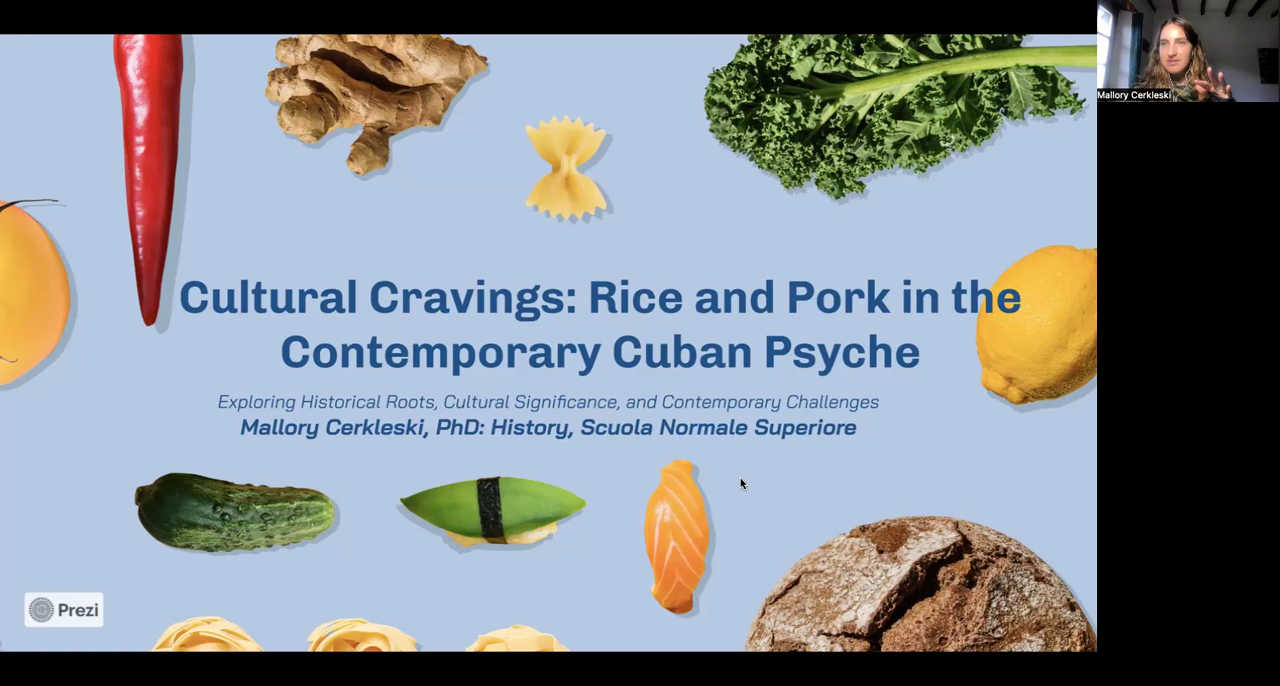 Mallory Cerkleski
Cultural Cravings: Rice and Pork in the
Contemporary Cuban Psyche
Exploring Historical Roots, Cultural Significance, and Contemporary Challenges
Mallory Cerkleski, PhD: History, Scuola Normale Superiore
Prezi